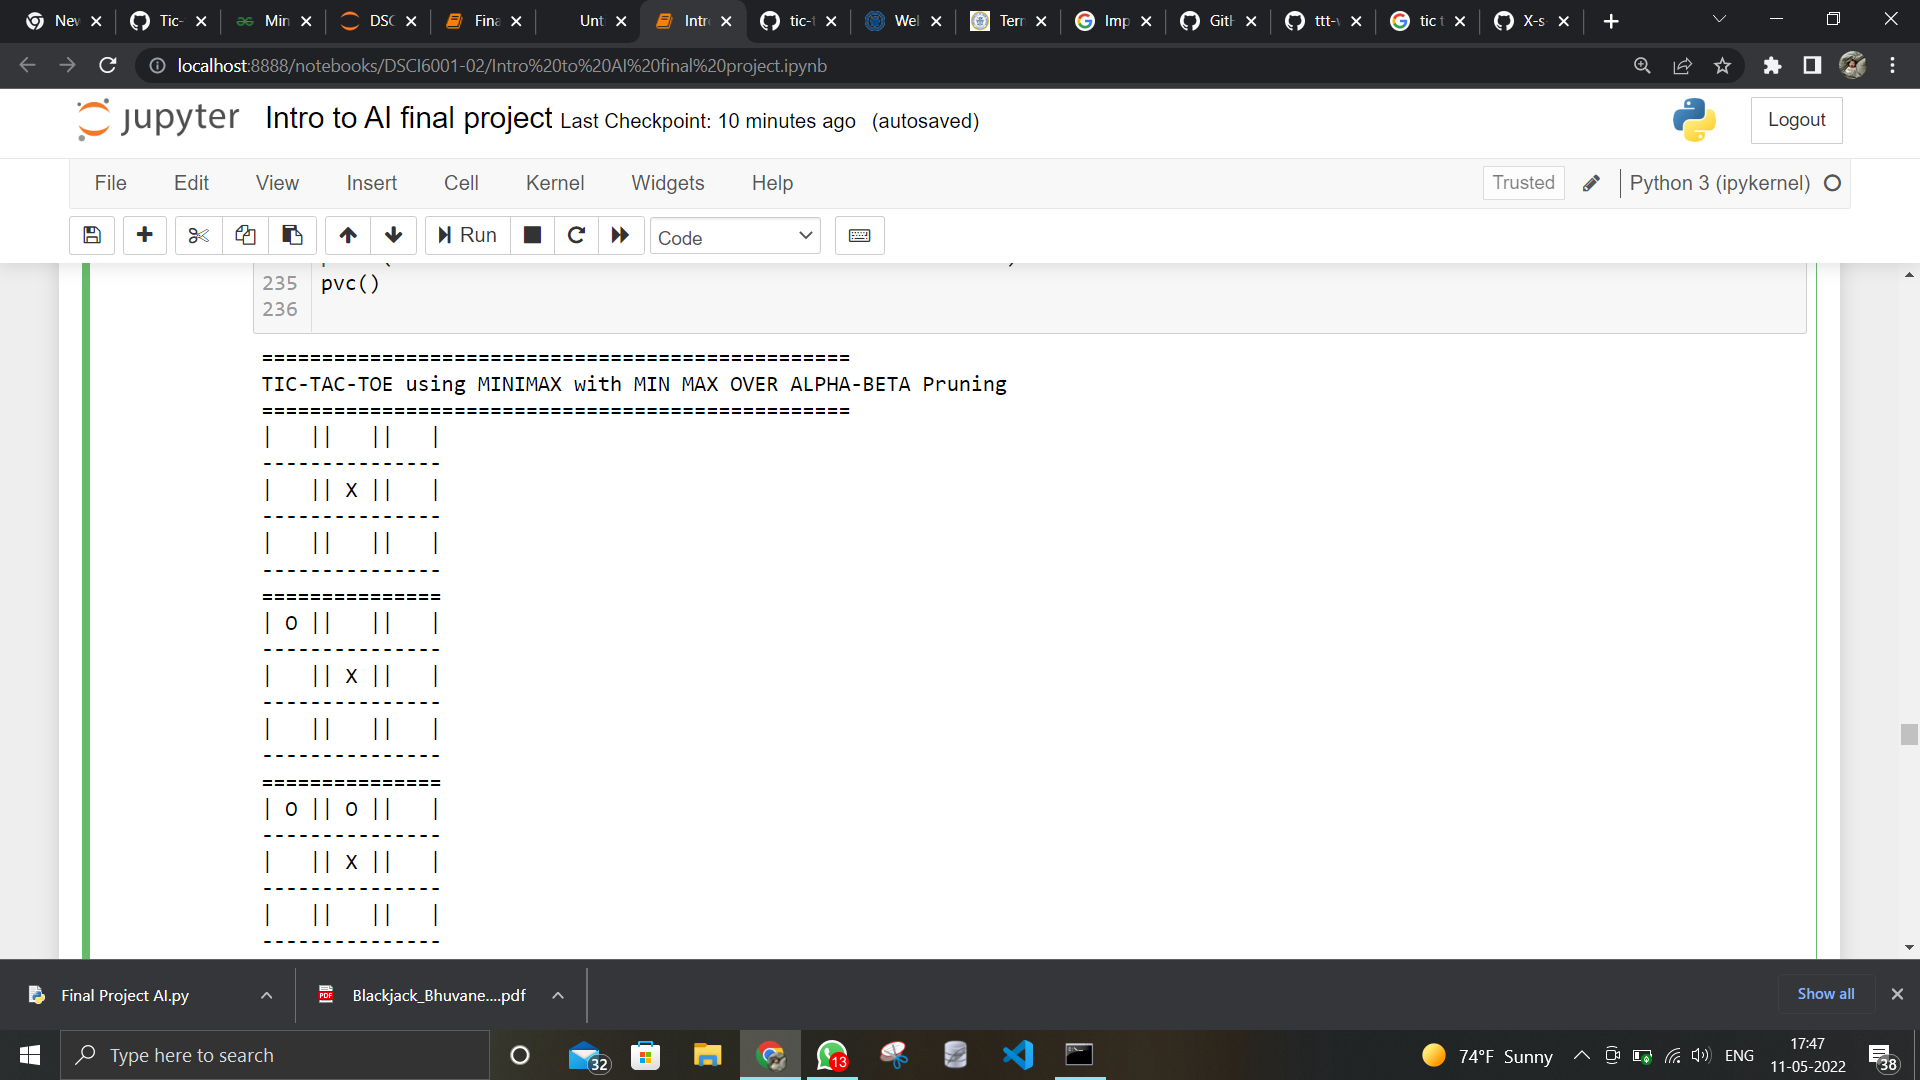 New
Tic-
Min
DSC
Fina
Unt
Intr
tic-t
Wel
Terr
Imp
GitH
ttt-v
tic t
X-s
localhost:8888/notebooks/DSCI6001-02/Intro%20to%20AI%20final%20project.ipynb
jupyter Intro to AI final project Last Checkpoint: 10 minutes ago (autosaved)
Logout
File Edit View Insert Cell Kernel Widgets Help
Trusted Python 3 (ipykernel)
Run Code
235 pvc()
236
=================================================
TIC-TAC-TOE using MINIMAX with MIN MAX OVER ALPHA-BETA Pruning
=================================================
|   ||   ||   |
---------------
|   || X ||   |
---------------
|   ||   ||   |
---------------
===============
| O ||   ||   |
---------------
|   || X ||   |
---------------
|   ||   ||   |
---------------
===============
| O || O ||   |
---------------
|   || X ||   |
---------------
|   ||   ||   |
---------------
Final Project AI.py
PDF
Blackjack_Bhuvane....pdf
Show all
Type here to search
32
13
74°F Sunny
ENG
17:47
11-05-2022
38